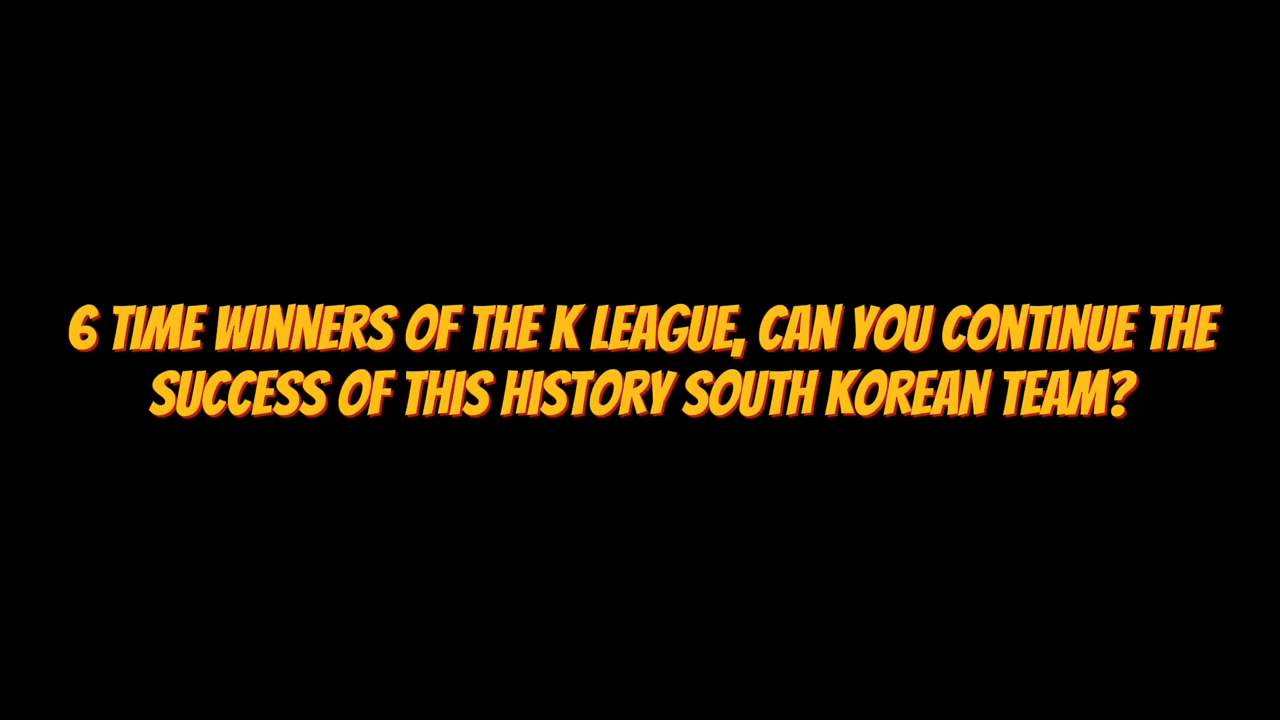 6 TIME WINNERS OF THE K LEAGUE, CAN YOU CONTINUE THE
SUCCESS OF THIS HISTORY SOUTH KOREAN TEAM?